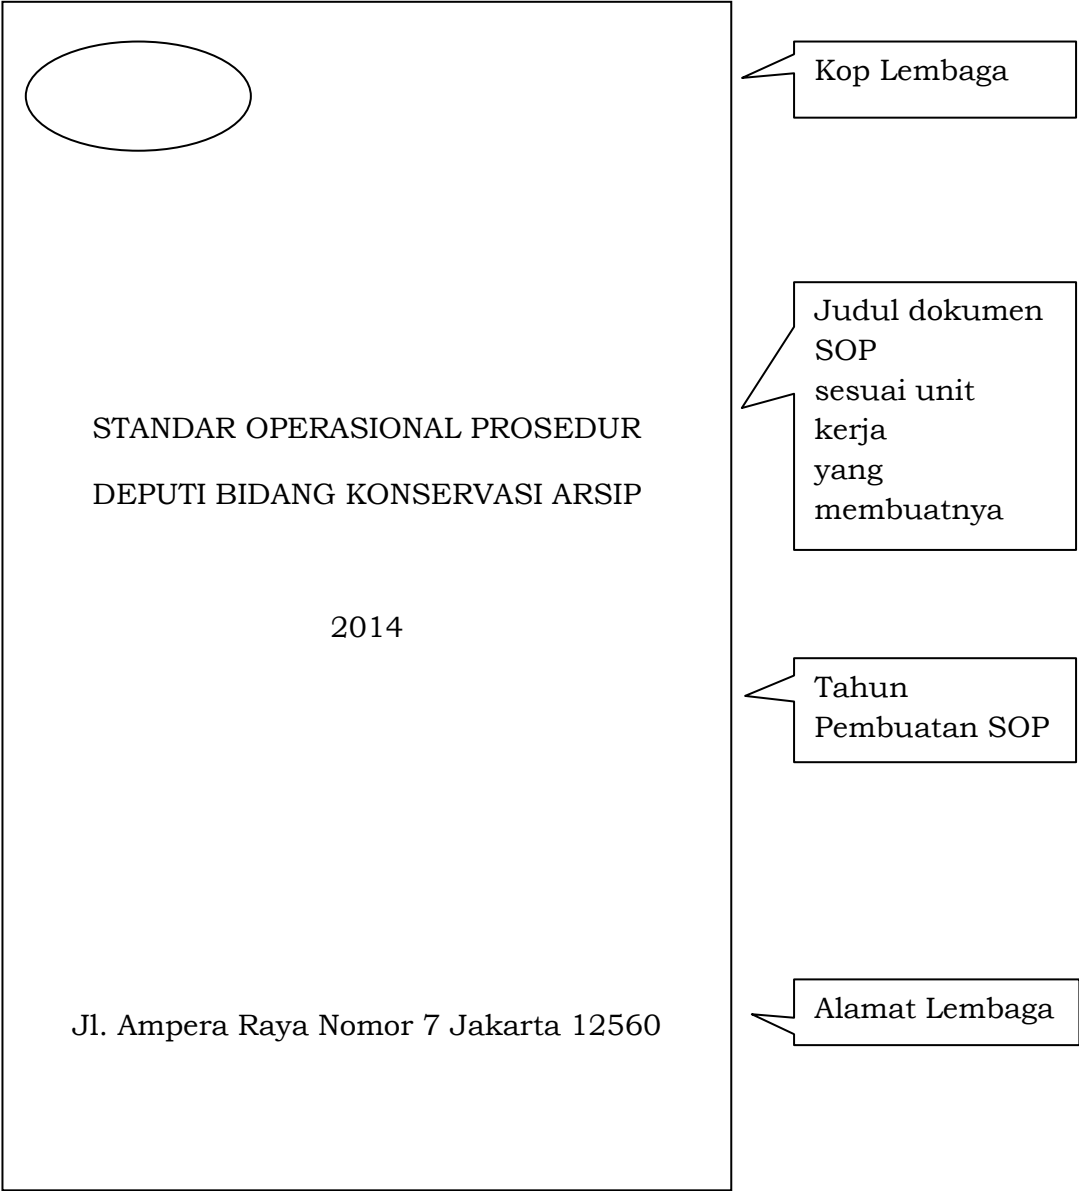 Kop Lembaga
Judul dokumen
SOP
sesuai unit
kerja
yang
membuatnya
STANDAR OPERASIONAL PROSEDUR
DEPUTI BIDANG KONSERVASI ARSIP
2014
Tahun
Pembuatan SOP
Alamat Lembaga
Jl. Ampera Raya Nomor 7 Jakarta 12560